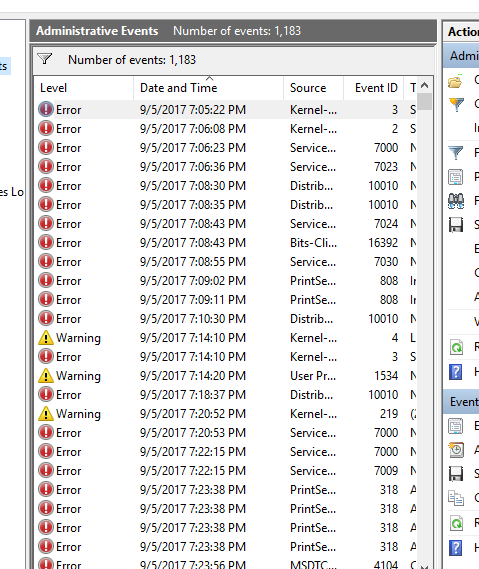 Administrative Events Number of events: 1,183
Number of events: 1,183
Level Date and Time Source Event ID T
Error 9/5/2017 7:05:22 PM Kernel-... 3 S
Error 9/5/2017 7:06:08 PM Kernel-... 2 S
Error 9/5/2017 7:06:23 PM Service... 7000 N
Error 9/5/2017 7:06:36 PM Service... 7023 N
Error 9/5/2017 7:08:30 PM Distrib... 10010 N
Error 9/5/2017 7:08:35 PM Distrib... 10010 N
Error 9/5/2017 7:08:43 PM Service... 7024 N
Error 9/5/2017 7:08:43 PM Bits-Cli... 16392 N
Error 9/5/2017 7:08:55 PM Service... 7030 N
Error 9/5/2017 7:09:02 PM PrintSe... 808 Ir
Error 9/5/2017 7:09:11 PM PrintSe... 808 Ir
Error 9/5/2017 7:10:30 PM Distrib... 10010 N
Warning 9/5/2017 7:14:10 PM Kernel-... 4 L
Error 9/5/2017 7:14:10 PM Kernel-... 3 S
Warning 9/5/2017 7:14:20 PM User Pr... 1534 N
Error 9/5/2017 7:18:37 PM Distrib... 10010 N
Warning 9/5/2017 7:20:52 PM Kernel-... 219 (2
Error 9/5/2017 7:20:53 PM Service... 7000 N
Error 9/5/2017 7:22:15 PM Service... 7000 N
Error 9/5/2017 7:22:15 PM Service... 7009 N
Error 9/5/2017 7:23:38 PM PrintSe... 318 A
Error 9/5/2017 7:23:38 PM PrintSe... 318 A
Error 9/5/2017 7:23:38 PM PrintSe... 318 A
Error 9/5/2017 7:23:38 PM PrintSe... 318 A
Error 9/5/2017 7:23:56 PM MSDTC... 4104 C
ts
es Lo
Action
Admi
Event